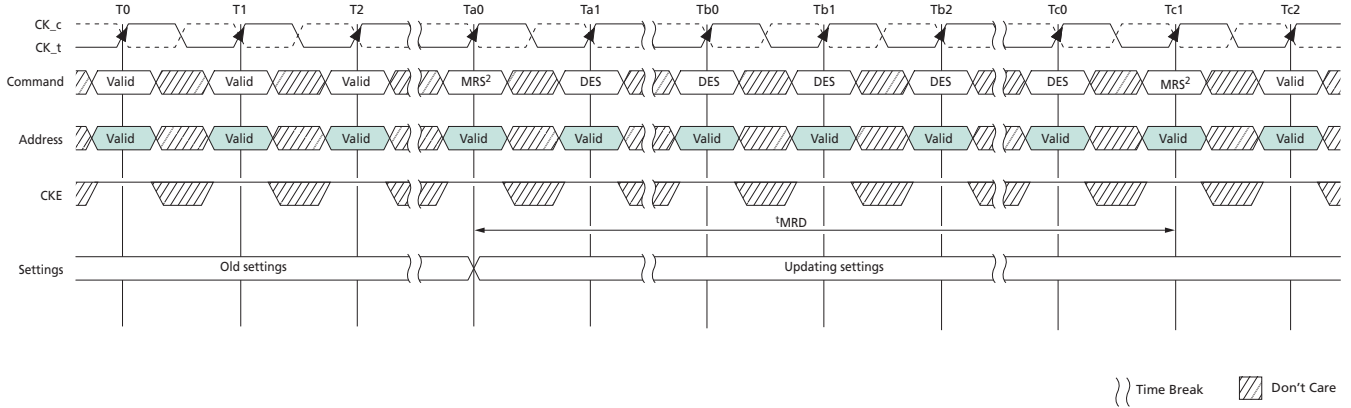 T0 T1 T2 Ta0 Ta1 Tb0 Tb1 Tb2 Tc0 Tc1 Tc2
CK_c
CK_t
Command Valid Valid Valid MRS² DES DES DES DES DES MRS² Valid
Address Valid Valid Valid Valid Valid Valid Valid Valid Valid Valid Valid
CKE
ᵗMRD
Settings Old settings Updating settings
Time Break Don't Care